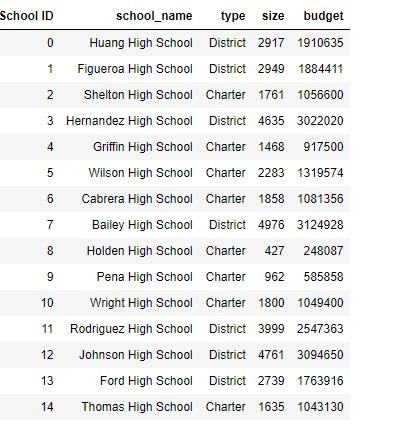 School ID school_name type size budget
0 Huang High School District 2917 1910635
1 Figueroa High School District 2949 1884411
2 Shelton High School Charter 1761 1056600
3 Hernandez High School District 4635 3022020
4 Griffin High School Charter 1468 917500
5 Wilson High School Charter 2283 1319574
6 Cabrera High School Charter 1858 1081356
7 Bailey High School District 4976 3124928
8 Holden High School Charter 427 248087
9 Pena High School Charter 962 585858
10 Wright High School Charter 1800 1049400
11 Rodriguez High School District 3999 2547363
12 Johnson High School District 4761 3094650
13 Ford High School District 2739 1763916
14 Thomas High School Charter 1635 1043130